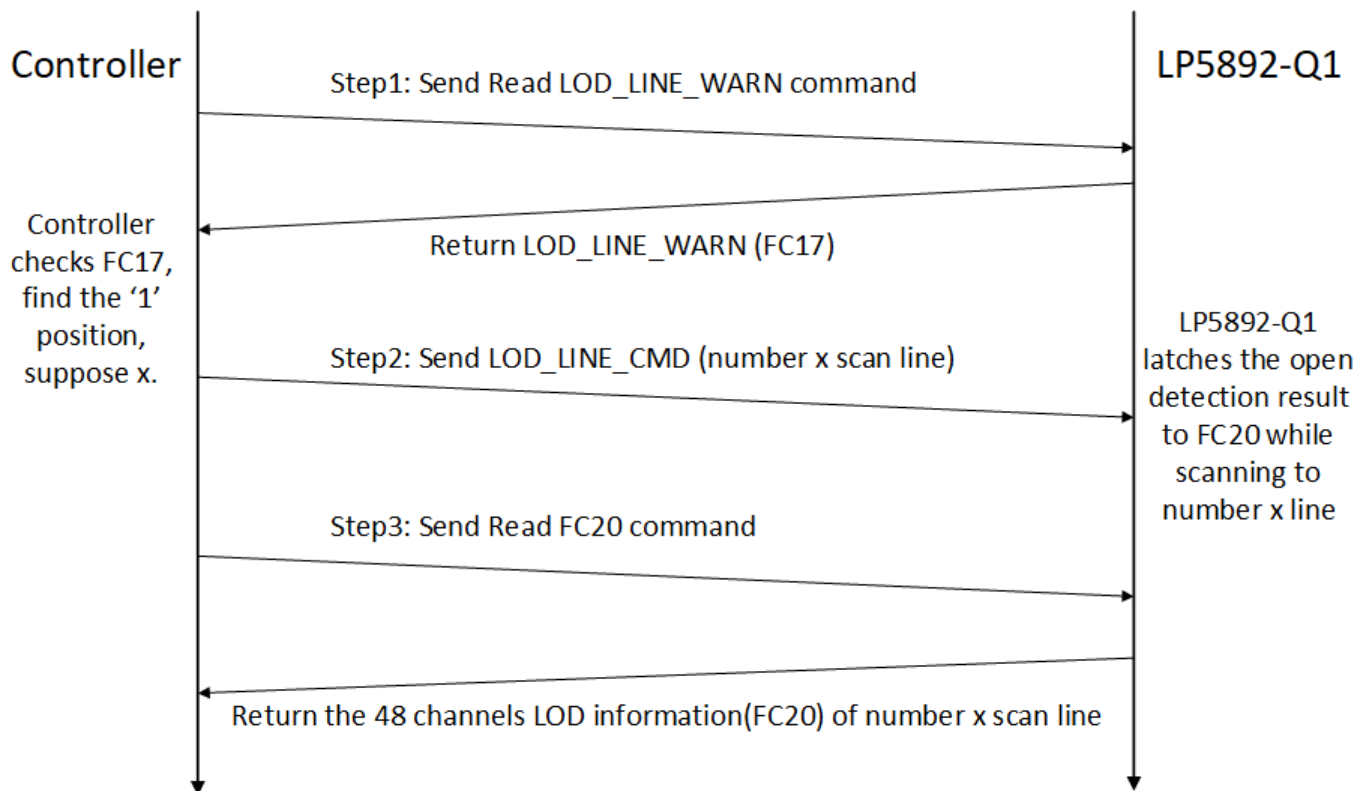 Controller
LP5892-Q1
Step1: Send Read LOD_LINE_WARN command
Return LOD_LINE_WARN (FC17)
Controller
checks FC17,
find the ‘1’
position,
suppose x.
Step2: Send LOD_LINE_CMD (number x scan line)
LP5892-Q1
latches the open
detection result
to FC20 while
scanning to
number x line
Step3: Send Read FC20 command
Return the 48 channels LOD information(FC20) of number x scan line